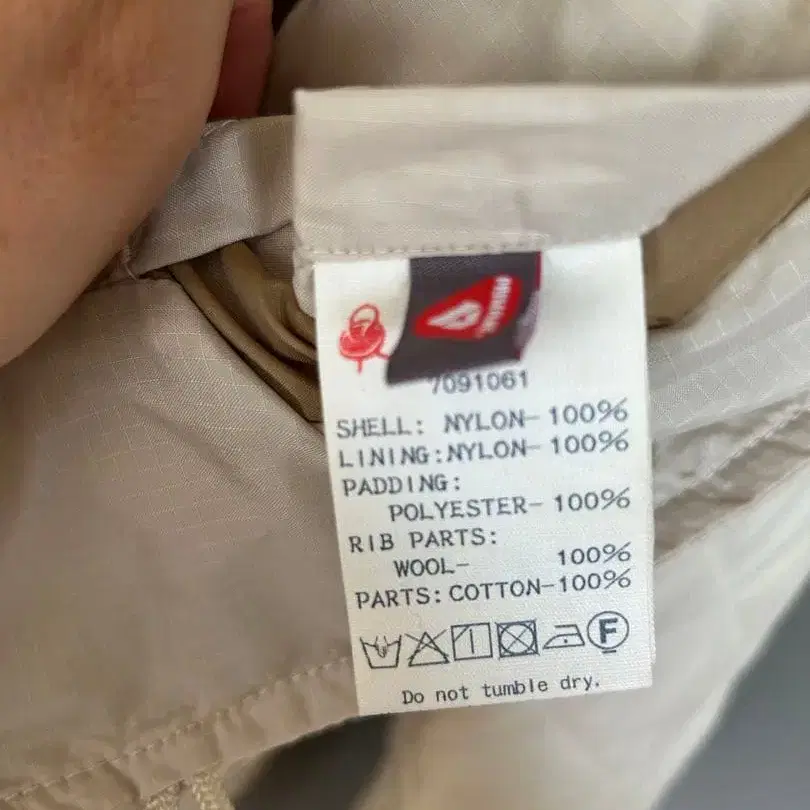 7091061
SHELL: NYLON- 100%
LINING:NYLON- 100%
PADDING:
POLYESTER- 100%
RIB PARTS:
WOOL- 100%
PARTS:COTTON-100%
F
Do not tumble dry.